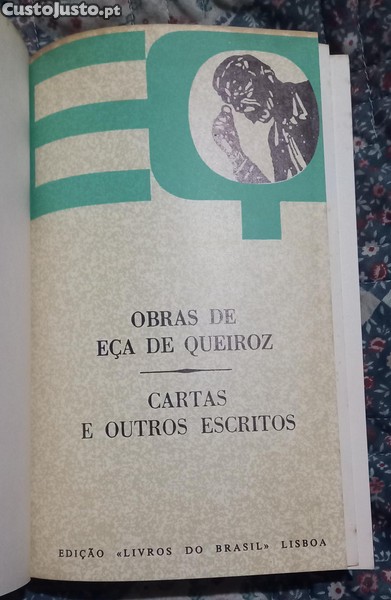 CustoJusto.pt
EQ
OBRAS DE
EÇA DE QUEIROZ
CARTAS
E OUTROS ESCRITOS
EDIÇÃO «LIVROS DO BRASIL» LISBOA